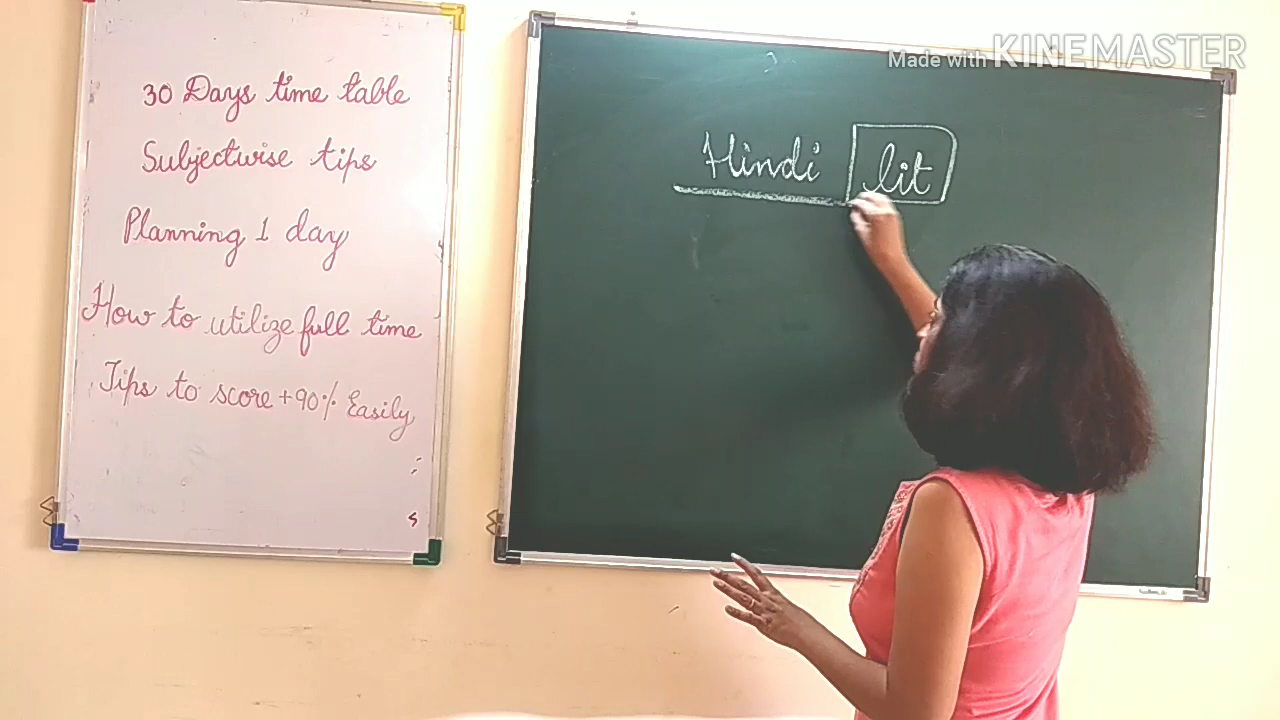 30 Days time table
Subjectwise tips
Planning 1 day
How to utilize full time
Tips to score +90% Easily
Hindi lit
Made with KINEMASTER